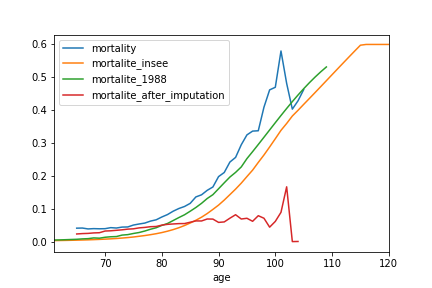 0.6
0.5
0.4
0.3
0.2
0.1
0.0
mortality
mortalite_insee
mortalite_1988
mortalite_after_imputation
70 80 90 100 110 120
age